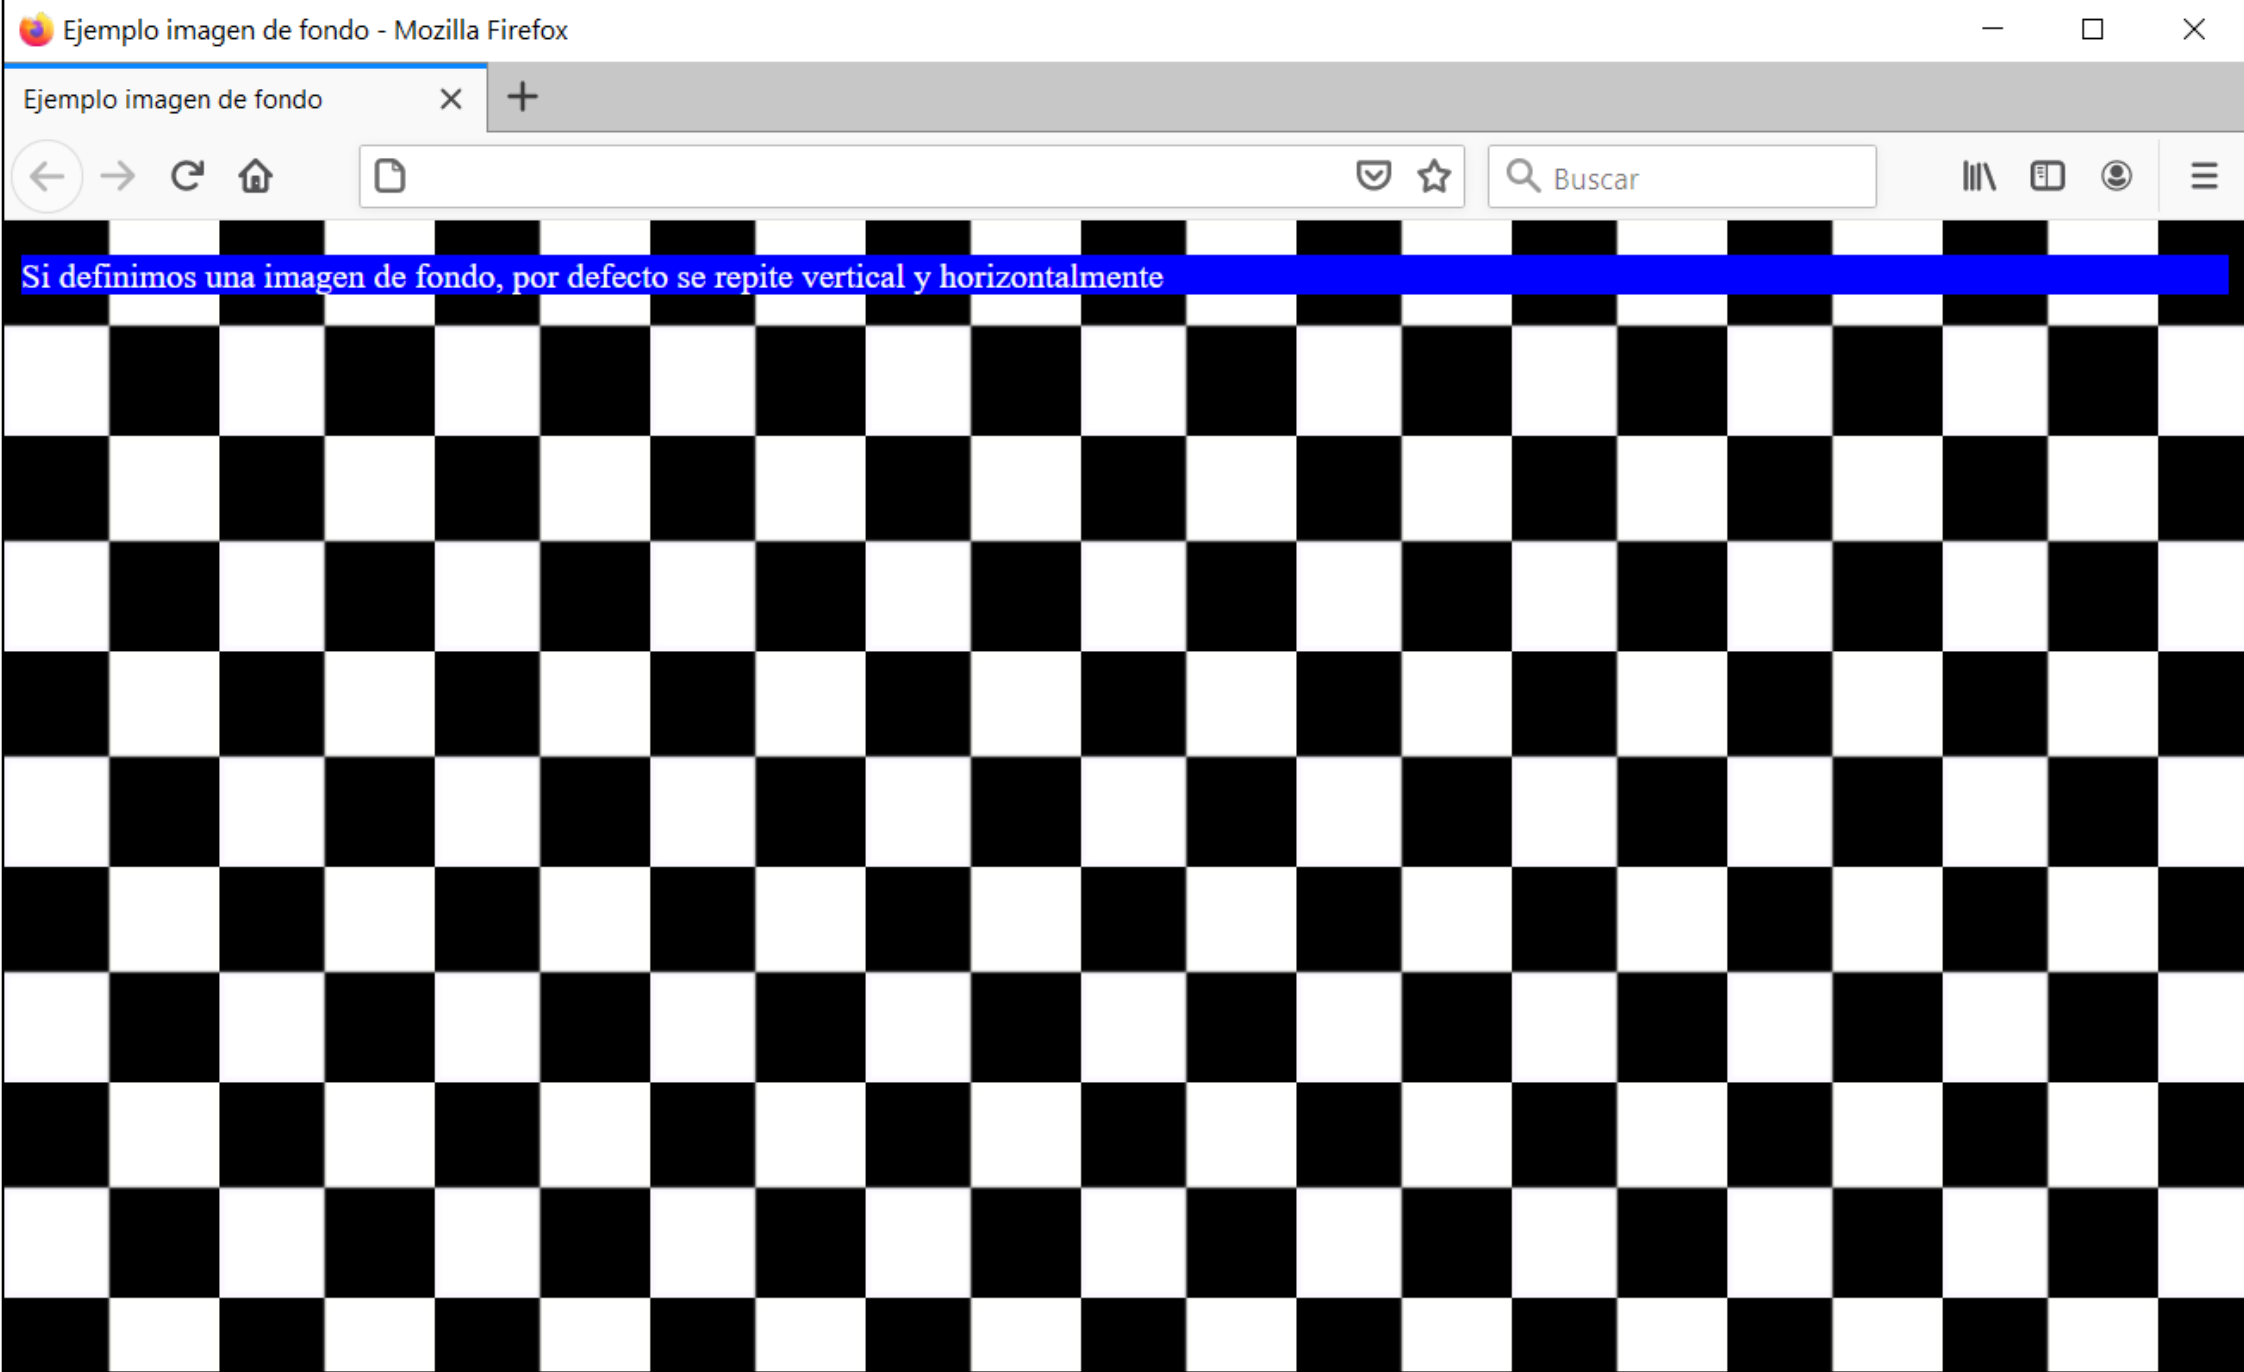 Ejemplo imagen de fondo - Mozilla Firefox
Ejemplo imagen de fondo
Buscar
Si definimos una imagen de fondo, por defecto se repite vertical y horizontalmente